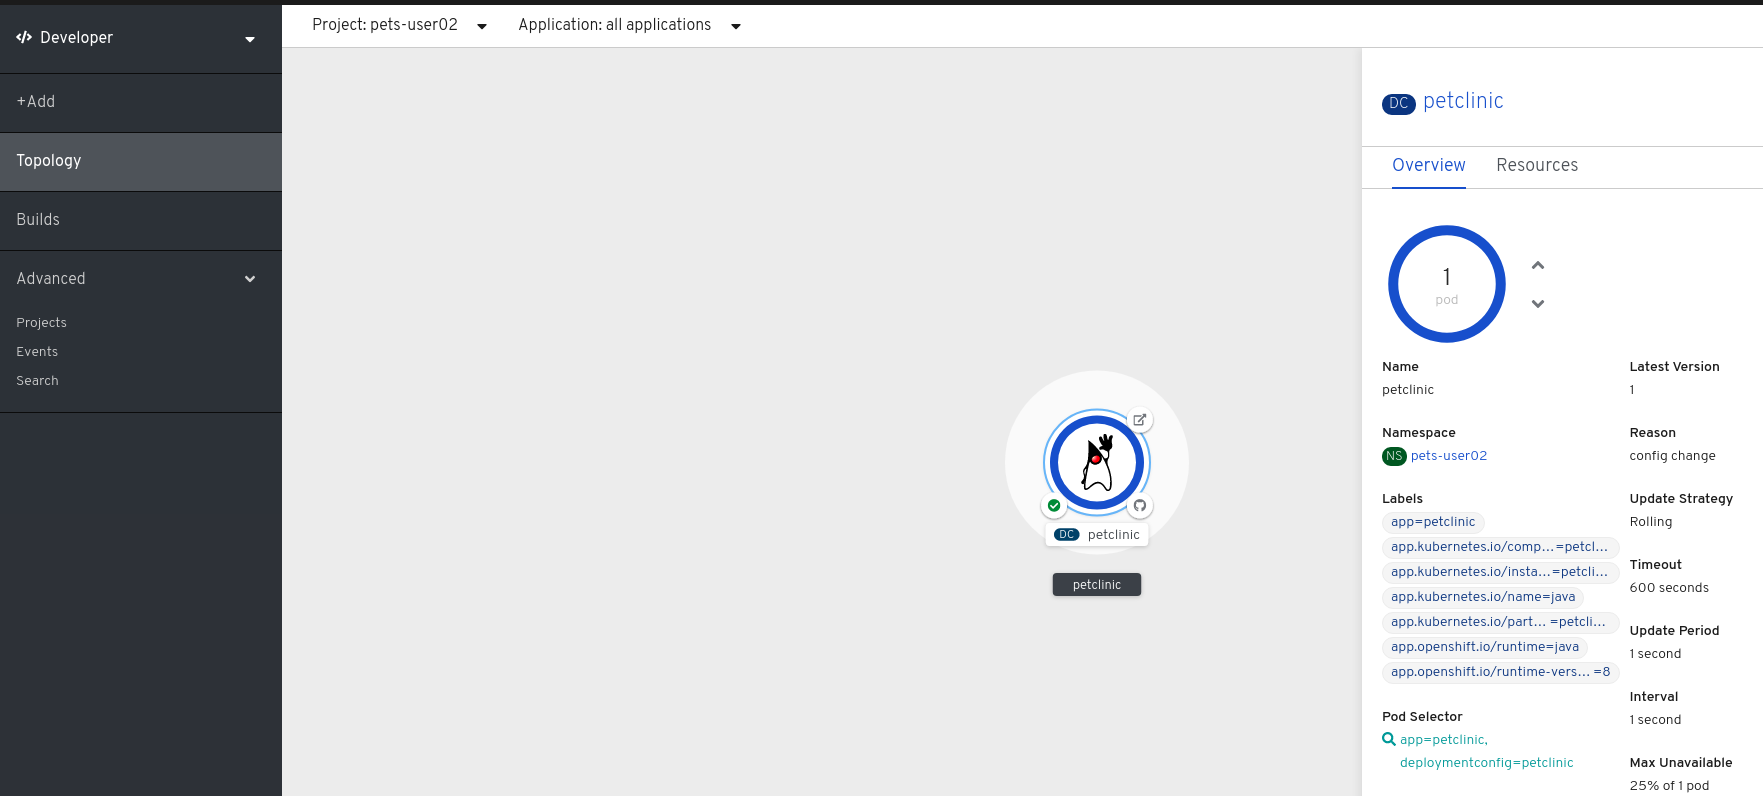 Developer
+Add
Topology
Builds
Advanced
Projects
Events
Search
Project: pets-user02
Application: all applications
DC petclinic
petclinic
DC petclinic
Overview Resources
1
pod
Name
petclinic
Namespace
NS pets-user02
Labels
app=petclinic
app.kubernetes.io/comp...=petcl...
app.kubernetes.io/insta...=petcli...
app.kubernetes.io/name=java
app.kubernetes.io/part... =petcli...
app.openshift.io/runtime=java
app.openshift.io/runtime-vers... =8
Pod Selector
app=petclinic,
deploymentconfig=petclinic
Latest Version
1
Reason
config change
Update Strategy
Rolling
Timeout
600 seconds
Update Period
1 second
Interval
1 second
Max Unavailable
25% of 1 pod